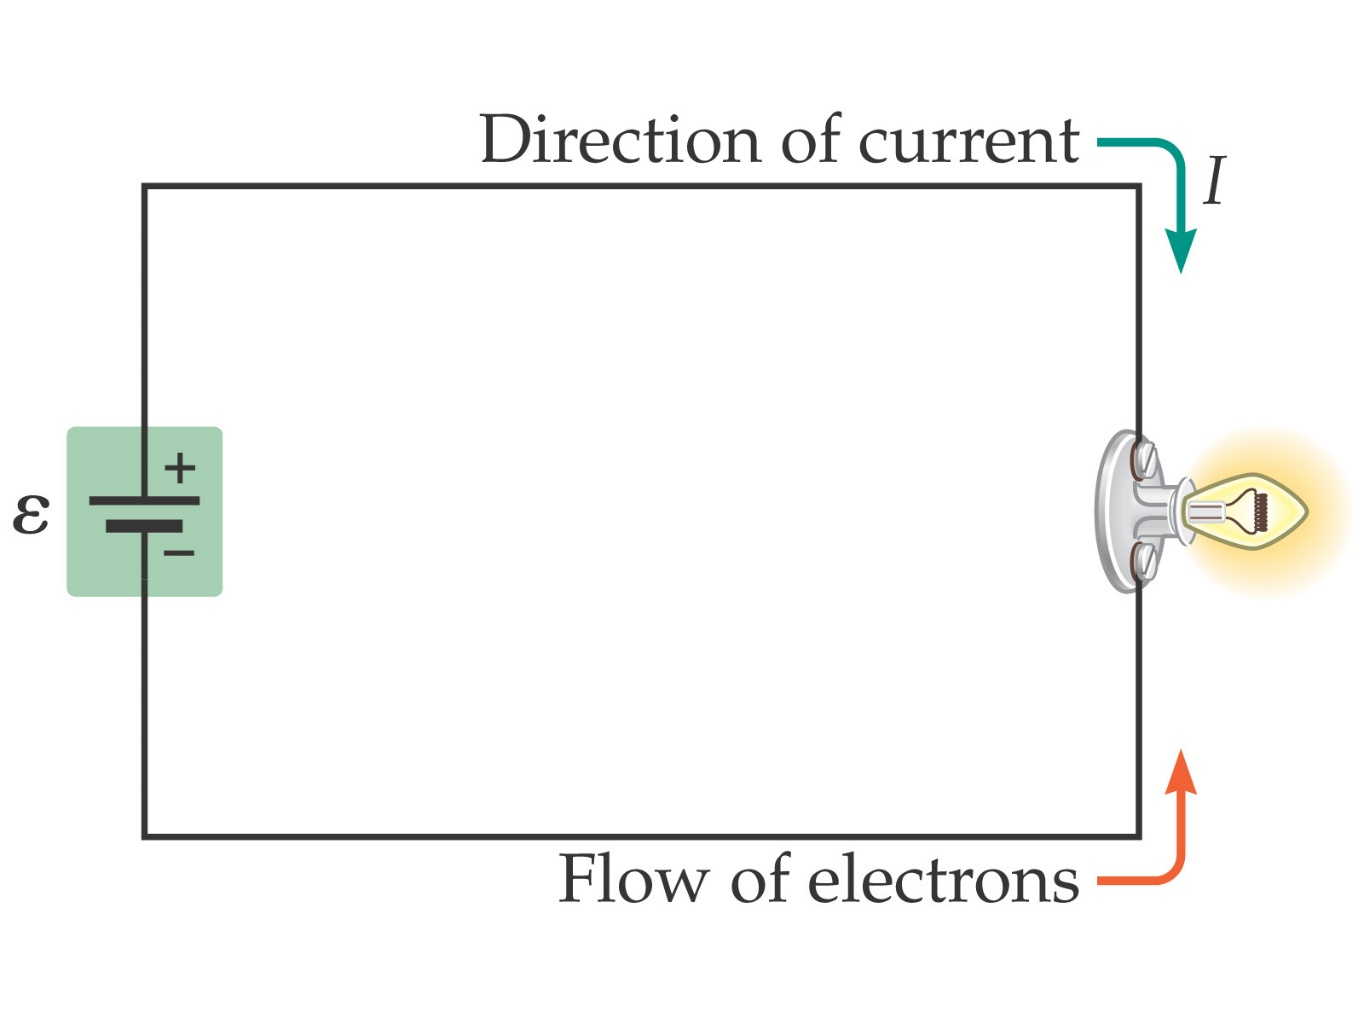 Direction of current
I
+
ε
−
Flow of electrons